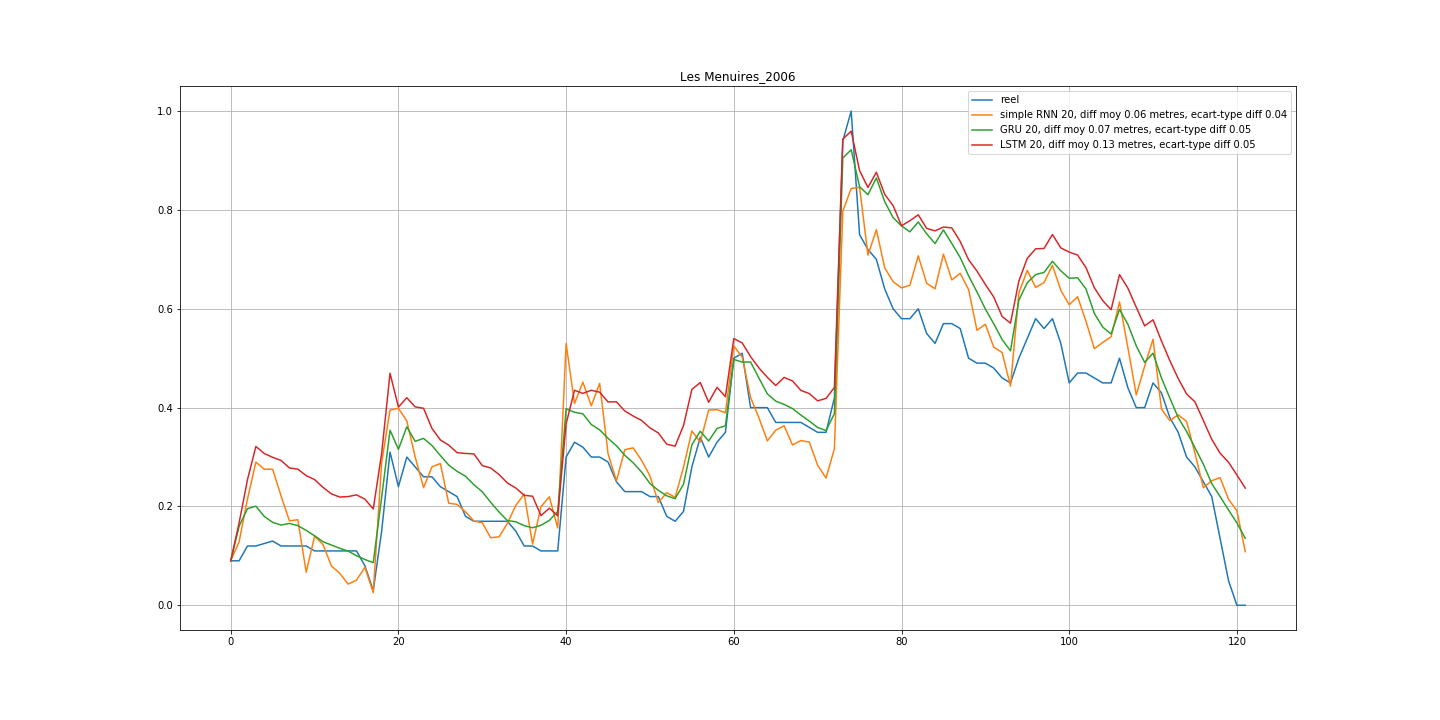 Les Menuires_2006
reel
simple RNN 20, diff moy 0.06 metres, ecart-type diff 0.04
GRU 20, diff moy 0.07 metres, ecart-type diff 0.05
LSTM 20, diff moy 0.13 metres, ecart-type diff 0.05
1.0
0.8
0.6
0.4
0.2
0.0
0 20 40 60 80 100 120